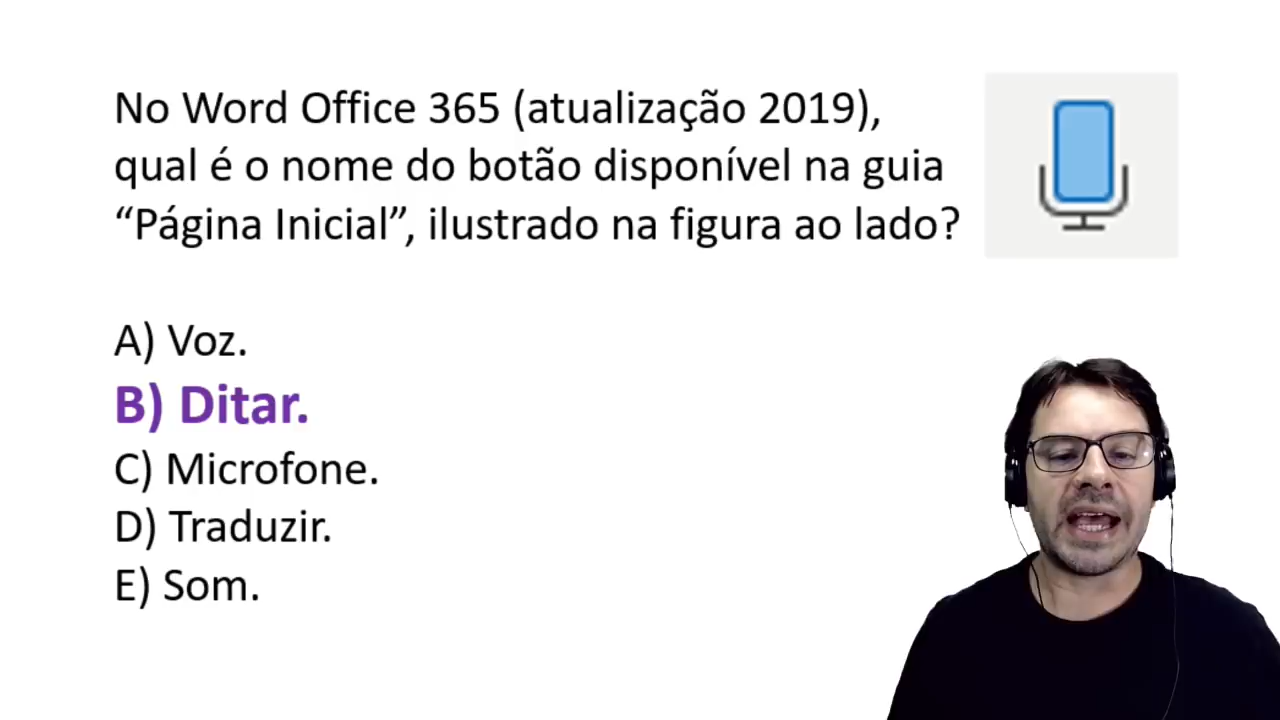 No Word Office 365 (atualização 2019),
qual é o nome do botão disponível na guia
“Página Inicial”, ilustrado na figura ao lado?
A) Voz.
B) Ditar.
C) Microfone.
D) Traduzir.
E) Som.